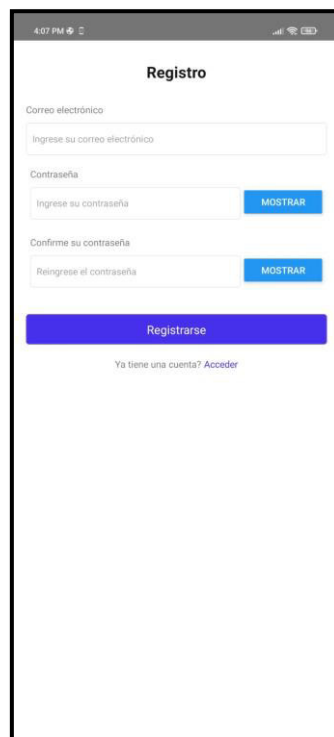 4:07 PM
Registro
Correo electrónico
Ingrese su correo electrónico
Contraseña
Ingrese su contraseña
MOSTRAR
Confirme su contraseña
Reingrese el contraseña
MOSTRAR
Registrarse
Ya tiene una cuenta? Acceder